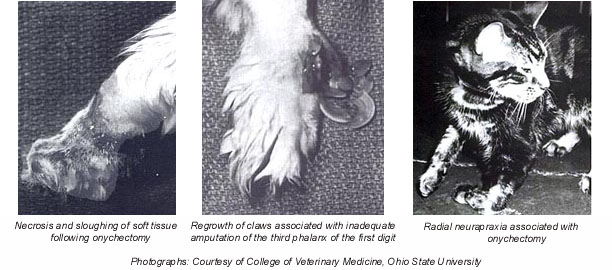 Necrosis and sloughing of soft tissue
following onychectomy
Regrowth of claws associated with inadequate
amputation of the third phalanx of the first digit
Radial neurapraxia associated with
onychectomy
Photographs: Courtesy of College of Veterinary Medicine, Ohio State University